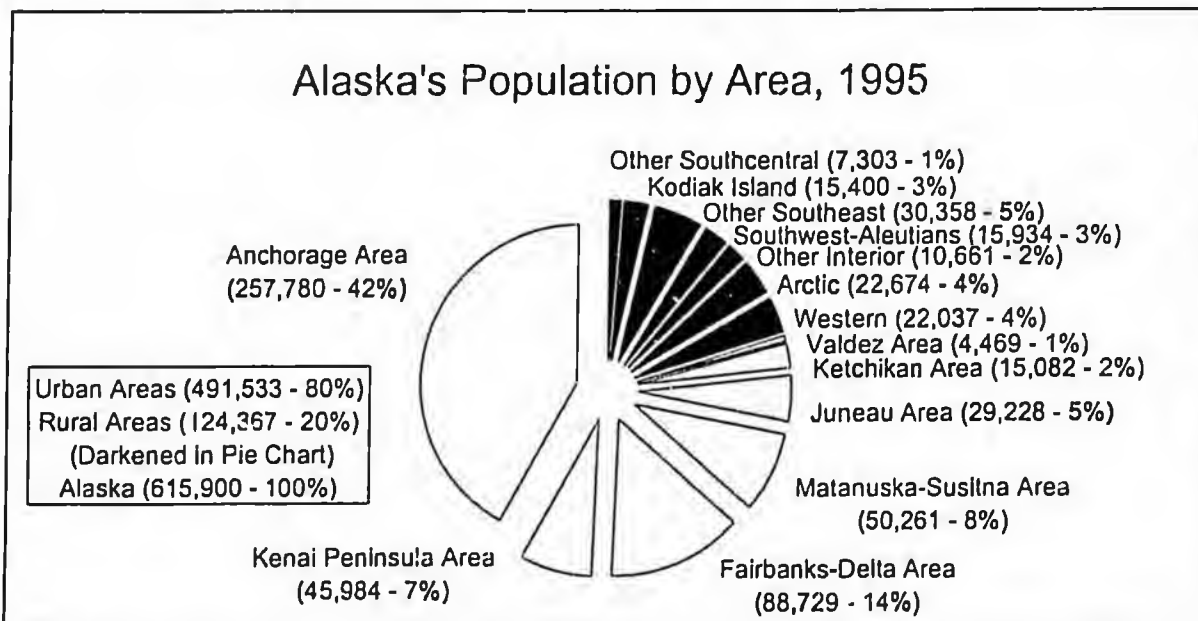 Alaska's Population by Area, 1995
Other Southcentral (7,303 - 1%)
Kodiak Island (15,400 - 3%)
Other Southeast (30,358 - 5%)
Southwest-Aleutians (15,934 - 3%)
Other Interior (10,661 - 2%)
Arctic (22,674 - 4%)
Western (22,037 - 4%)
Valdez Area (4,469 - 1%)
Ketchikan Area (15,082 - 2%)
Juneau Area (29,228 - 5%)
Matanuska-Susitna Area
(50,261 - 8%)
Fairbanks-Delta Area
(88,729 - 14%)
Kenai Peninsula Area
(45,984 - 7%)
Anchorage Area
(257,780 - 42%)
Urban Areas (491,533 - 80%)
Rural Areas (124,367 - 20%)
(Darkened in Pie Chart)
Alaska (615,900 - 100%)